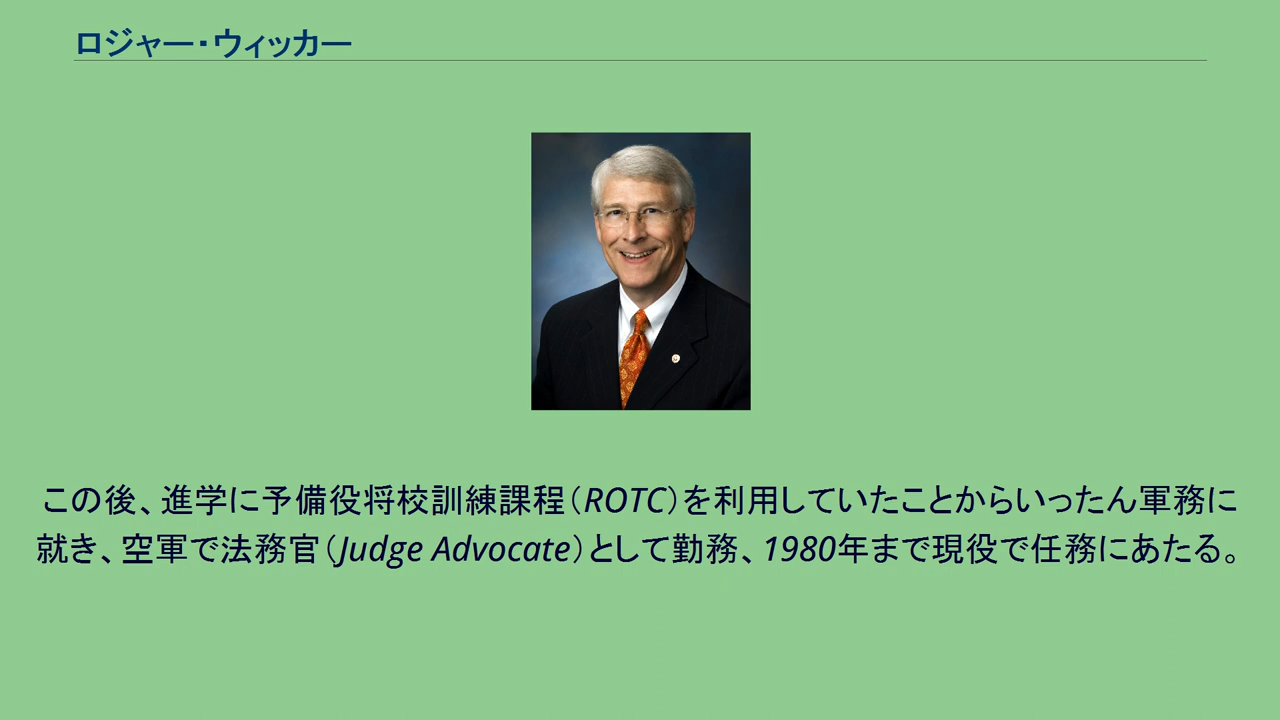 ロジャー・ウィッカー
この後、進学に予備役将校訓練課程（ROTC）を利用していたことからいったん軍務に
就き、空軍で法務官（Judge Advocate）として勤務、1980年まで現役で任務にあたる。